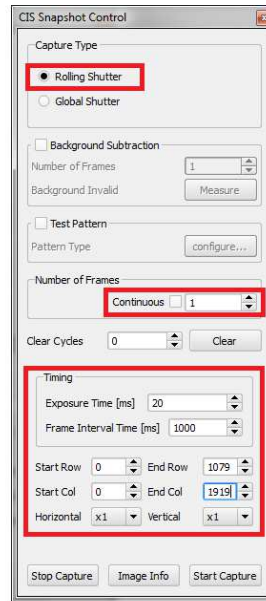 CIS Snapshot Control
Capture Type
Rolling Shutter
Global Shutter
Background Subtraction
Number of Frames 1
Background Invalid Measure
Test Pattern
Pattern Type configure...
Number of Frames
Continuous 1
Clear Cycles 0 Clear
Timing
Exposure Time [ms] 20
Frame Interval Time [ms] 1000
Start Row 0 End Row 1079
Start Col 0 End Col 1919
Horizontal x1 Vertical x1
Stop Capture Image Info Start Capture